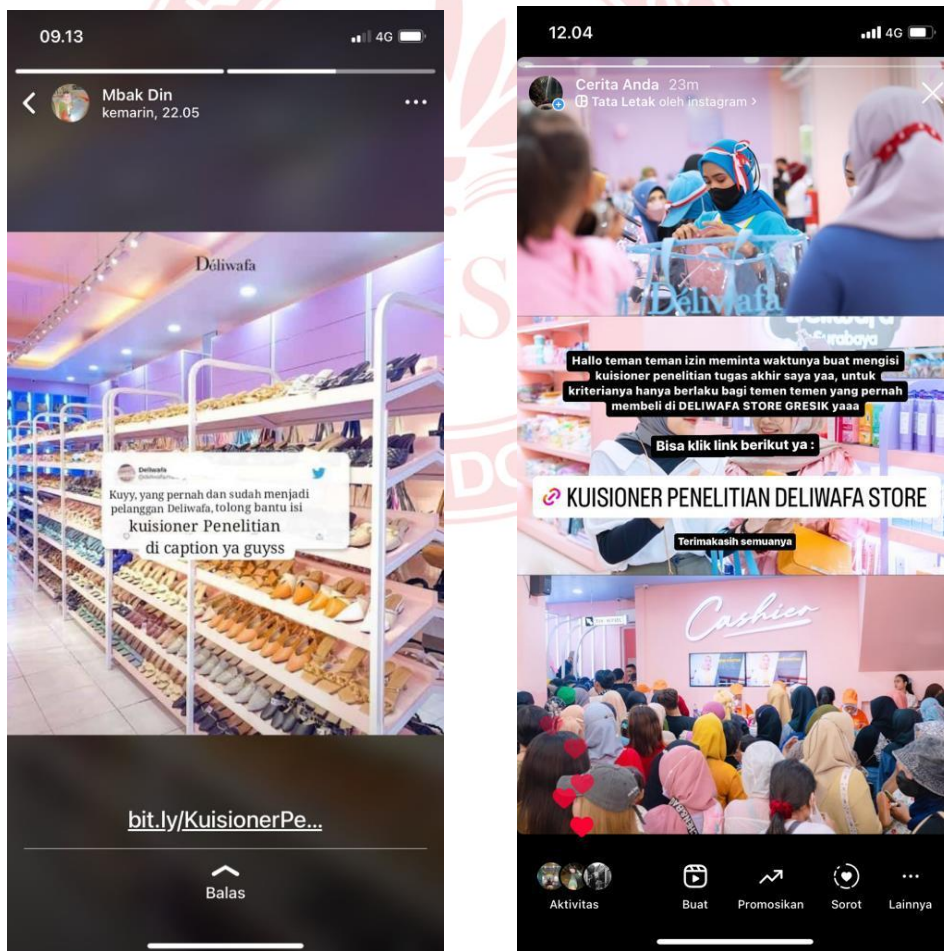 09.13
4G
Mbak Din
kemarin, 22.05
Déliwafa
Deliwafa
Kuyy, yang pernah dan sudah menjadi
pelanggan Deliwafa, tolong bantu isi
kuisioner Penelitian
di caption ya guyss
bit.ly/KuisionerPe...
Balas
12.04
4G
Cerita Anda 23m
Tata Letak oleh instagram >
Déliwafa
Surabaya
Hallo teman teman izin meminta waktunya buat mengisi
kuisioner penelitian tugas akhir saya yaa, untuk
kriterianya hanya berlaku bagi temen temen yang pernah
membeli di DELIWAFA STORE GRESIK yaaa
Bisa klik link berikut ya :
KUISIONER PENELITIAN DELIWAFA STORE
Terimakasih semuanya
Cashier
Aktivitas
Buat
Promosikan
Sorot
Lainnya